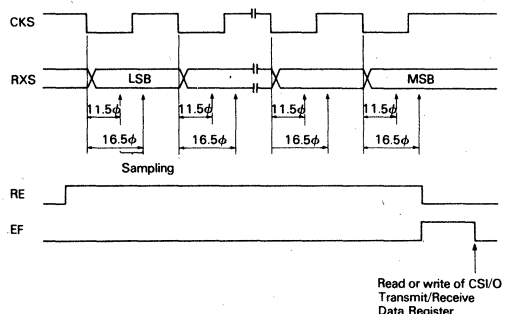 CKS
RXS LSB MSB
11.5φ 11.5φ 11.5φ 11.5φ
16.5φ 16.5φ 16.5φ 16.5φ
Sampling
RE
EF
Read or write of CSI/O
Transmit/Receive
Data Register